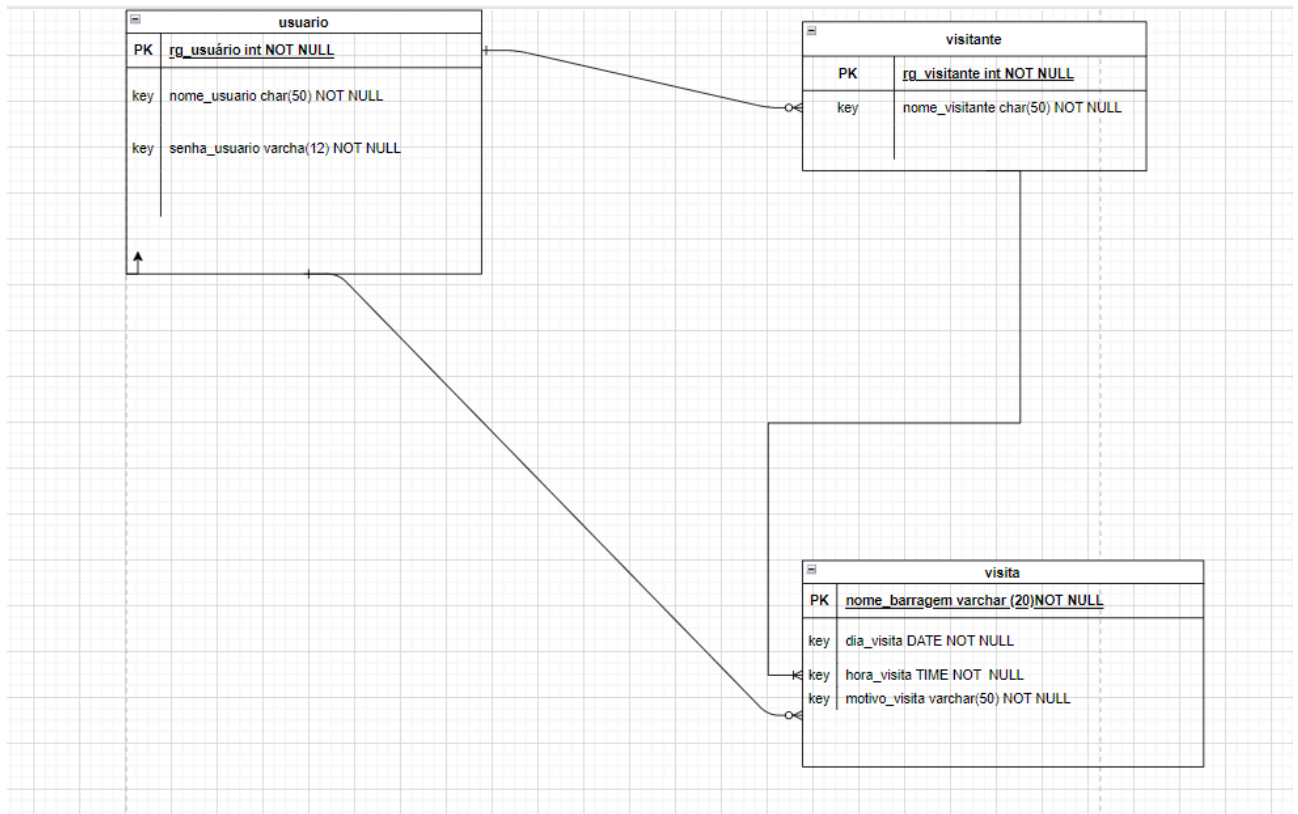 usuario
PK rg_usuário int NOT NULL
key nome_usuario char(50) NOT NULL
key senha_usuario varcha(12) NOT NULL
visitante
PK rg_visitante int NOT NULL
key nome_visitante char(50) NOT NULL
visita
PK nome_barragem varchar (20)NOT NULL
key dia_visita DATE NOT NULL
key hora_visita TIME NOT NULL
key motivo_visita varchar(50) NOT NULL